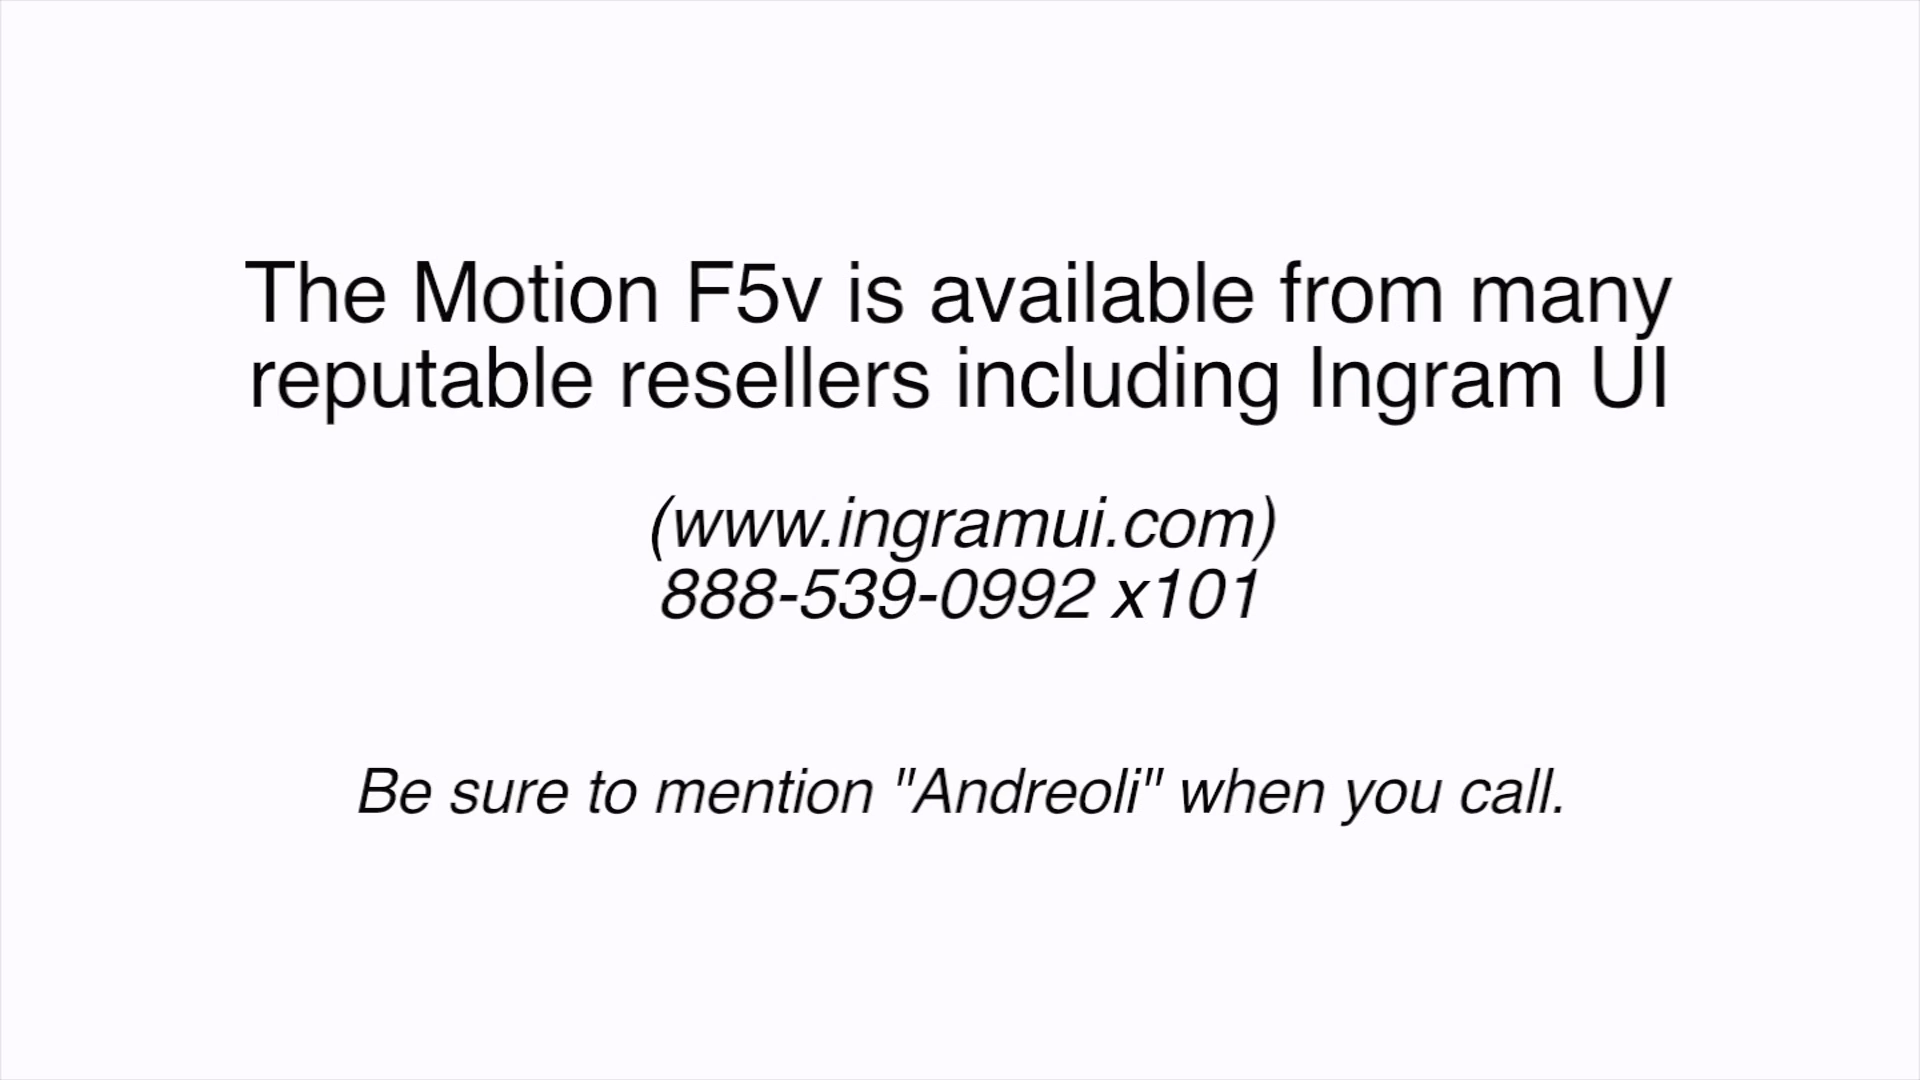 The Motion F5v is available from many
reputable resellers including Ingram UI
(www.ingramui.com)
888-539-0992 x101
Be sure to mention "Andreoli" when you call.